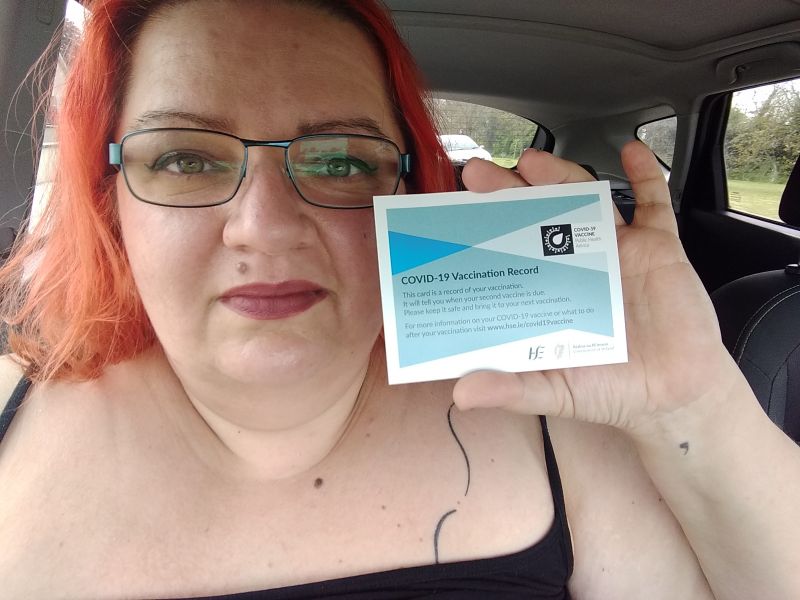 COVID-19
VACCINE
Public Health
Advice
COVID-19 Vaccination Record
This card is a record of your vaccination.
It will tell you when your second vaccine is due.
Please keep it safe and bring it to your next vaccination.
For more information on your COVID-19 vaccine or what to do
after your vaccination visit www.hse.ie/covid19vaccine
Rialtas na hÉireann
Government of Ireland